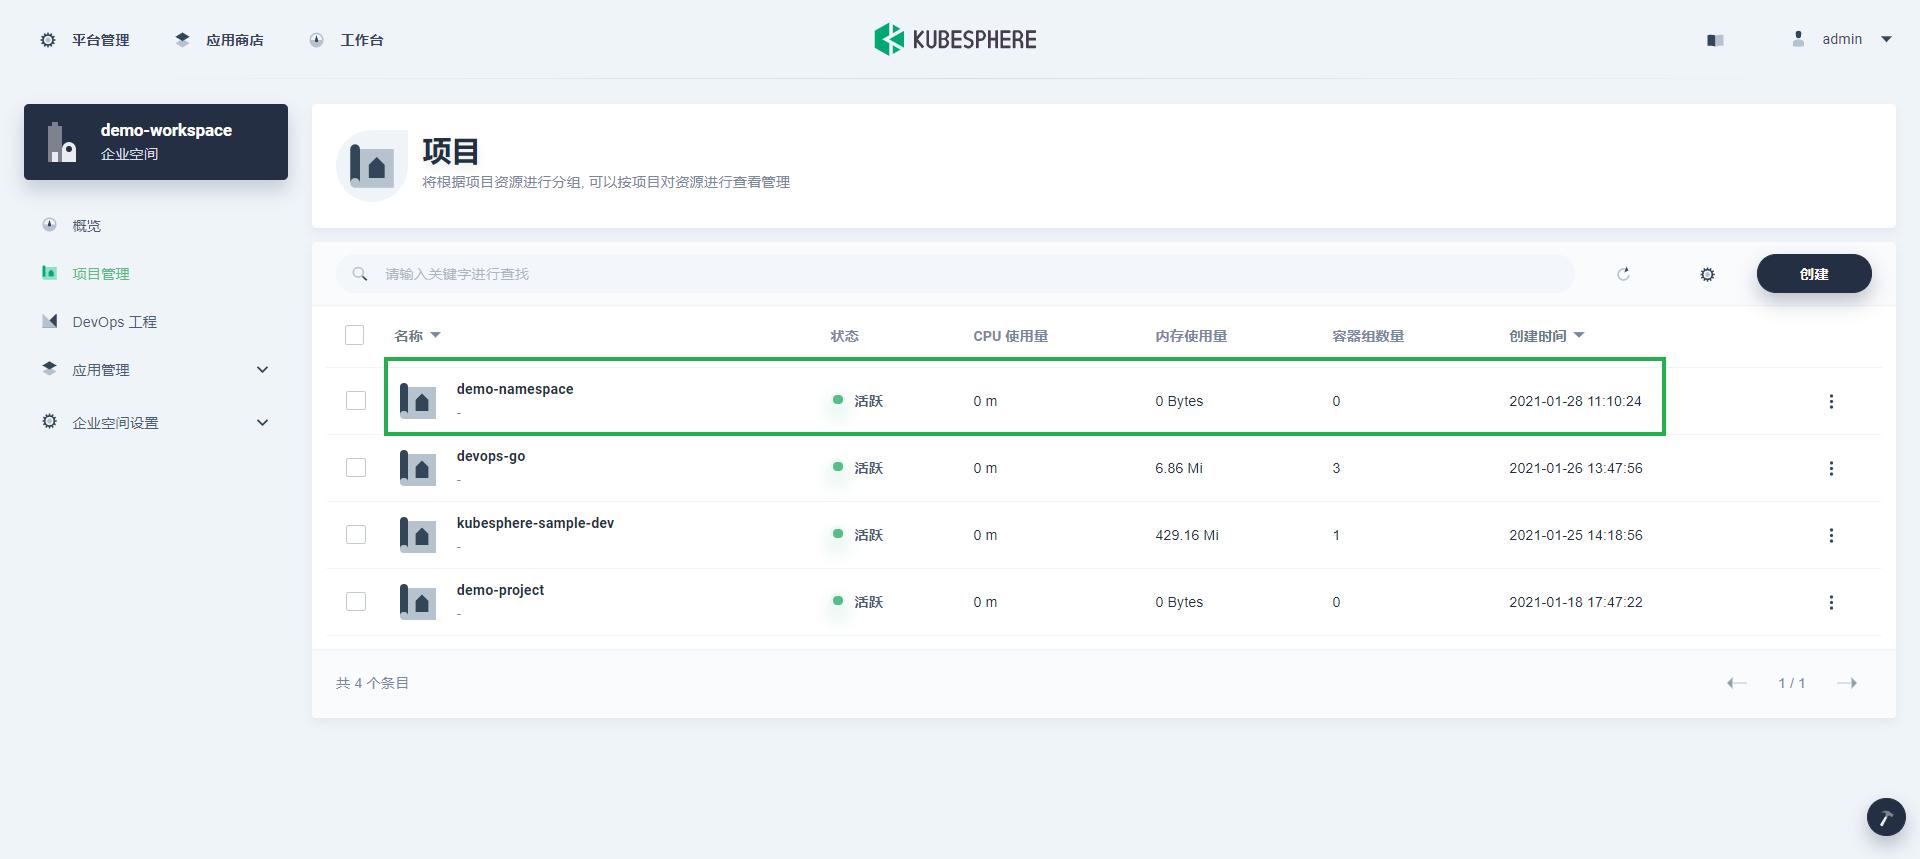 平台管理 应用商店 工作台 KUBESPHERE admin
demo-workspace
企业空间
概览
项目管理
DevOps 工程
应用管理
企业空间设置
项目
将根据项目资源进行分组, 可以按项目对资源进行查看管理
请输入关键字进行查找 创建
名称 状态 CPU 使用量 内存使用量 容器组数量 创建时间
demo-namespace
- 活跃 0 m 0 Bytes 0 2021-01-28 11:10:24
devops-go
- 活跃 0 m 6.86 Mi 3 2021-01-26 13:47:56
kubesphere-sample-dev
- 活跃 0 m 429.16 Mi 1 2021-01-25 14:18:56
demo-project
- 活跃 0 m 0 Bytes 0 2021-01-18 17:47:22
共 4 个条目 1 / 1